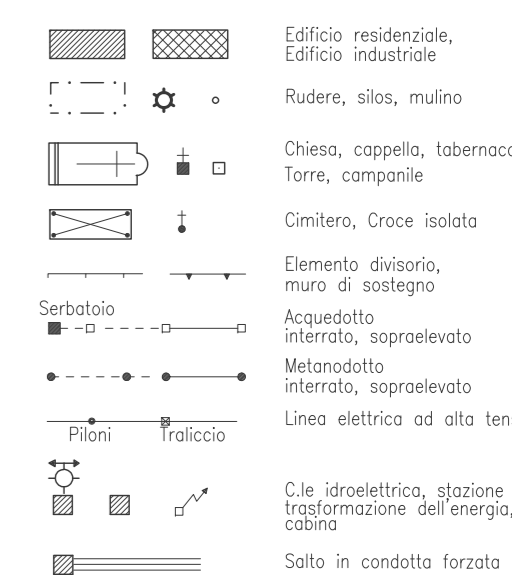 Edificio residenziale,
Edificio industriale
Rudere, silos, mulino
Chiesa, cappella,
Torre, campanile
Cimitero, Croce isolata
Elemento divisorio,
muro di sostegno
Serbatoio
Acquedotto
interrato, sopraelevato
Metanodotto
interrato, sopraelevato
Linea elettrica ad alta
Piloni Traliccio
C.le idroelettrica, stazione
trasformazione dell'energia,
cabina
Salto in condotta forzata